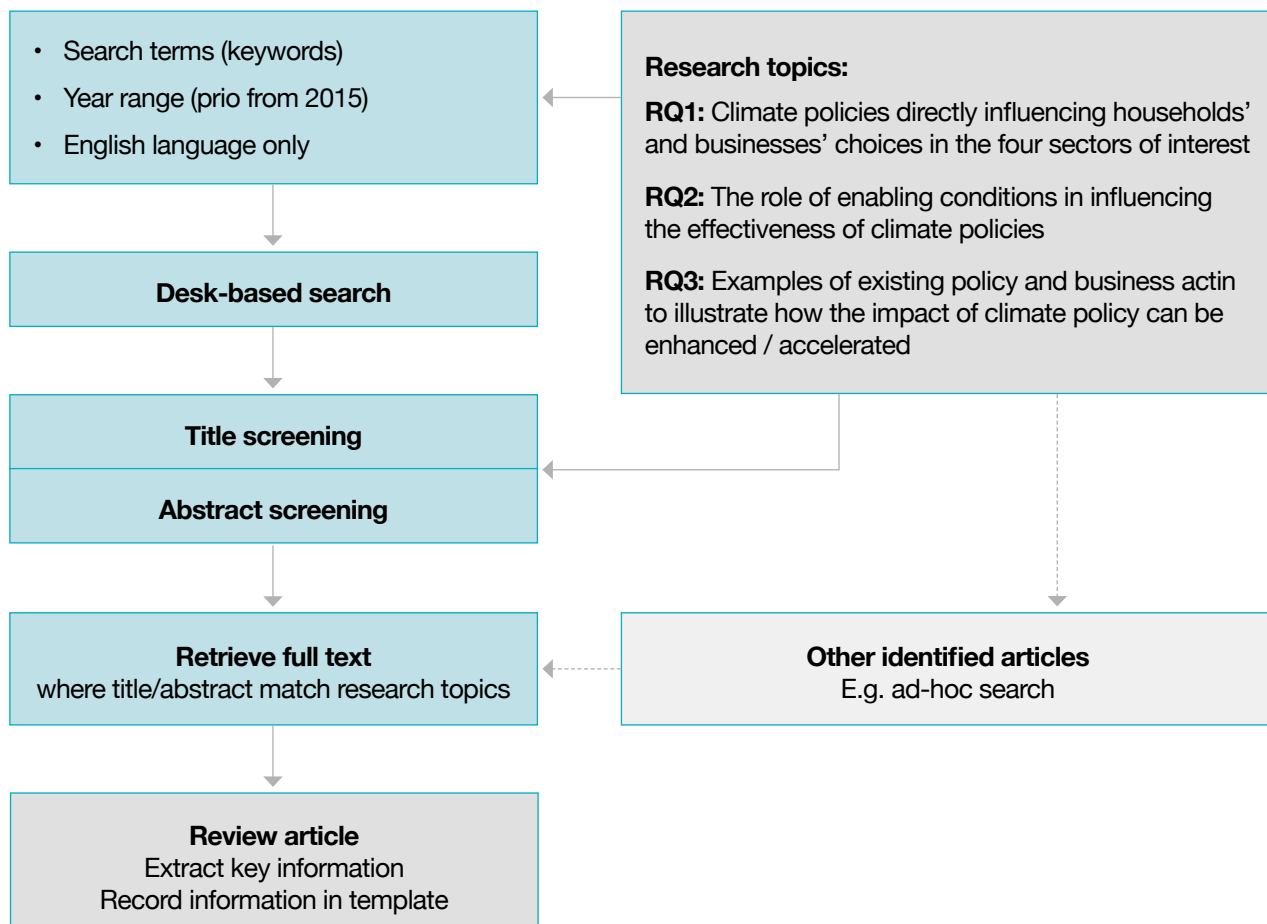 • Search terms (keywords)
• Year range (prio from 2015)
• English language only
Research topics:
RQ1: Climate policies directly influencing households’
and businesses’ choices in the four sectors of interest
RQ2: The role of enabling conditions in influencing
the effectiveness of climate policies
RQ3: Examples of existing policy and business actin
to illustrate how the impact of climate policy can be
enhanced / accelerated
Desk-based search
Title screening
Abstract screening
Retrieve full text
where title/abstract match research topics
Other identified articles
E.g. ad-hoc search
Review article
Extract key information
Record information in template